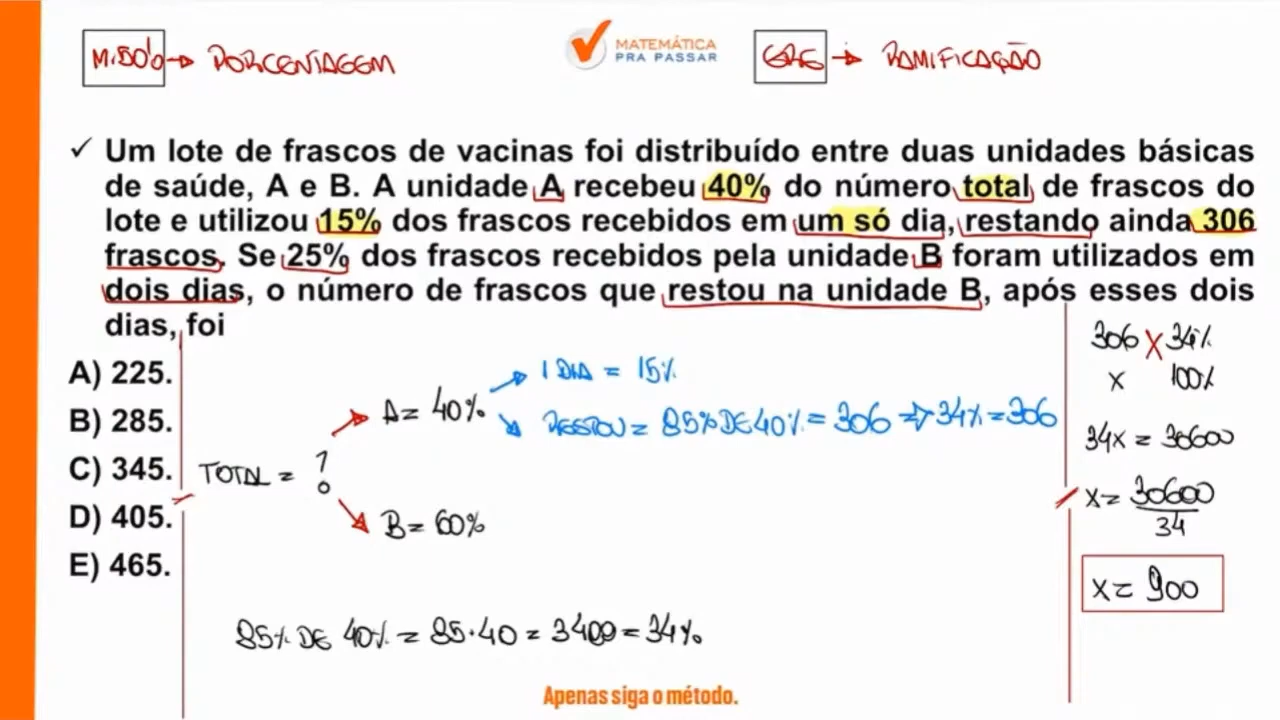 M.50'S → PORCENTAGEM
MATEMÁTICA
PRA PASSAR
→ RAMIFICAÇÃO
✓ Um lote de frascos de vacinas foi distribuído entre duas unidades básicas
de saúde, A e B. A unidade A recebeu 40% do número total de frascos do
lote e utilizou 15% dos frascos recebidos em um só dia, restando ainda 306
frascos. Se 25% dos frascos recebidos pela unidade B foram utilizados em
dois dias, o número de frascos que restou na unidade B, após esses dois
dias, foi
A) 225.
B) 285.
C) 345.
D) 405.
E) 465.
TOTAL = ?
A = 40%
1 DIA = 15%
RESTOU = 85% DE 40% = 306 ⇒ 34% = 306
B = 60%
85% DE 40% = 85·40 = 3400 = 34%
306 X 34%
x 100%
34x = 30600
x = 30600
34
x = 900
Apenas siga o método.